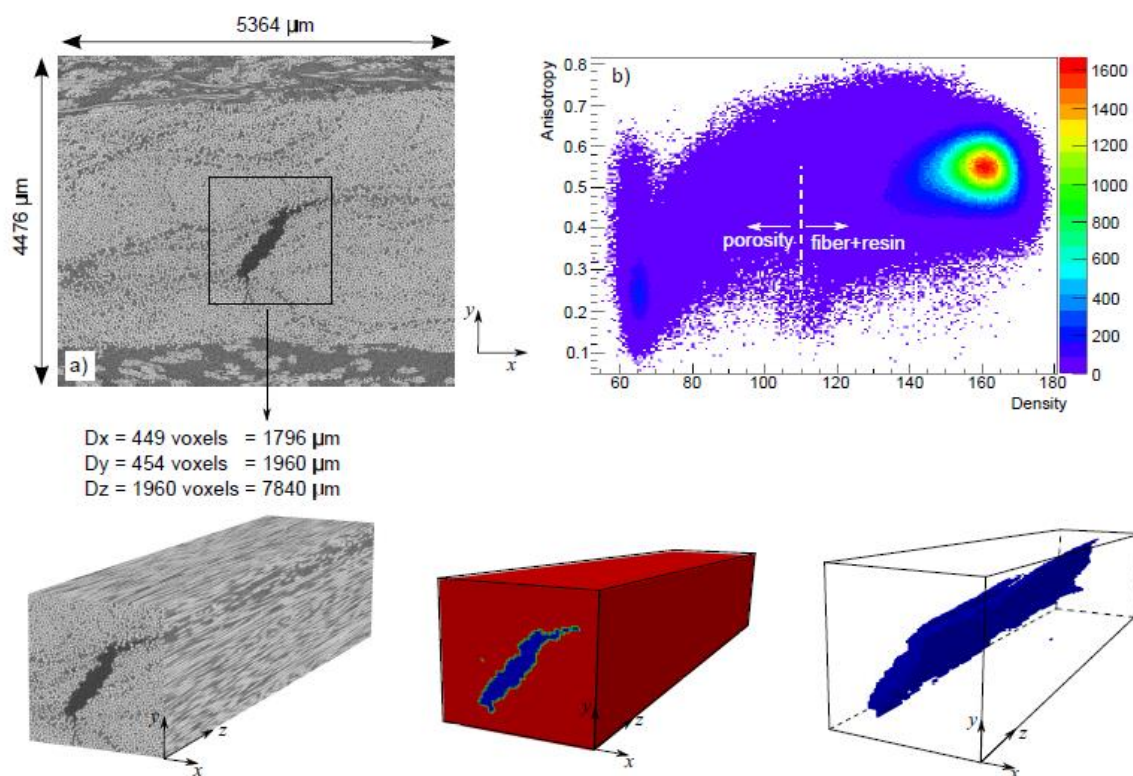 5364 µm
4476 µm
a)
y
x
Dx = 449 voxels = 1796 µm
Dy = 454 voxels = 1960 µm
Dz = 1960 voxels = 7840 µm
b)
Anisotropy
0.8
0.7
0.6
0.5
0.4
0.3
0.2
0.1
porosity
fiber+resin
60 80 100 120 140 160 180
Density
1600
1400
1200
1000
800
600
400
200
0
y
z
x
y
z
x
y
z
x